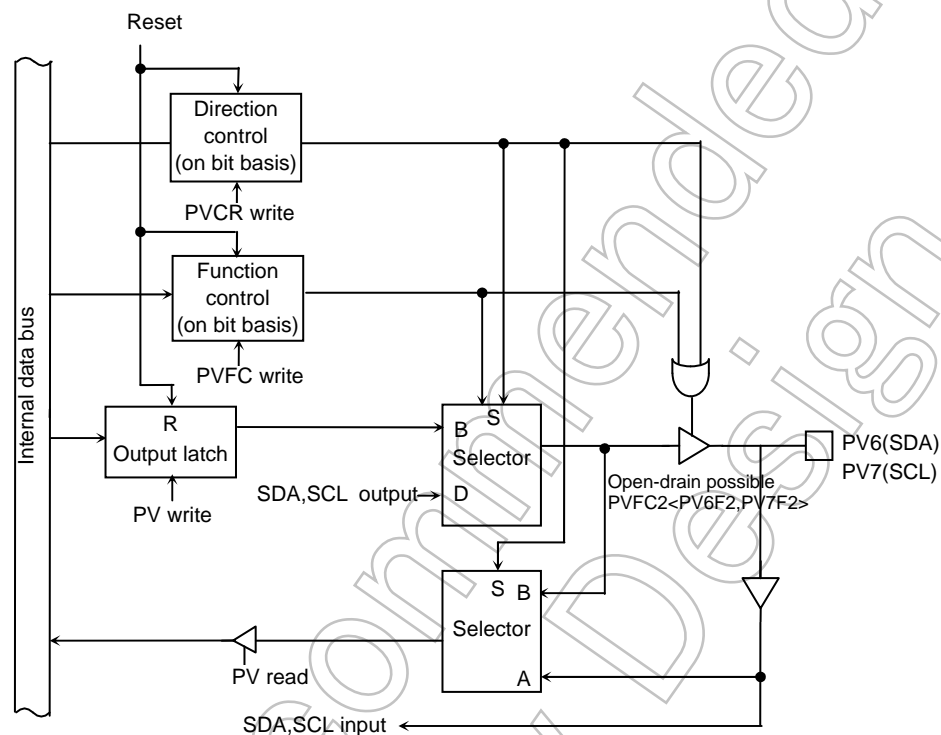 Reset
Direction
control
(on bit basis)
PVCR write
Function
control
(on bit basis)
PVFC write
Internal data bus
R
Output latch
PV write
B
S
Selector
D
SDA,SCL output
PV6(SDA)
PV7(SCL)
Open-drain possible
PVFC2<PV6F2,PV7F2>
S
B
Selector
A
PV read
SDA,SCL input
ommended
Design